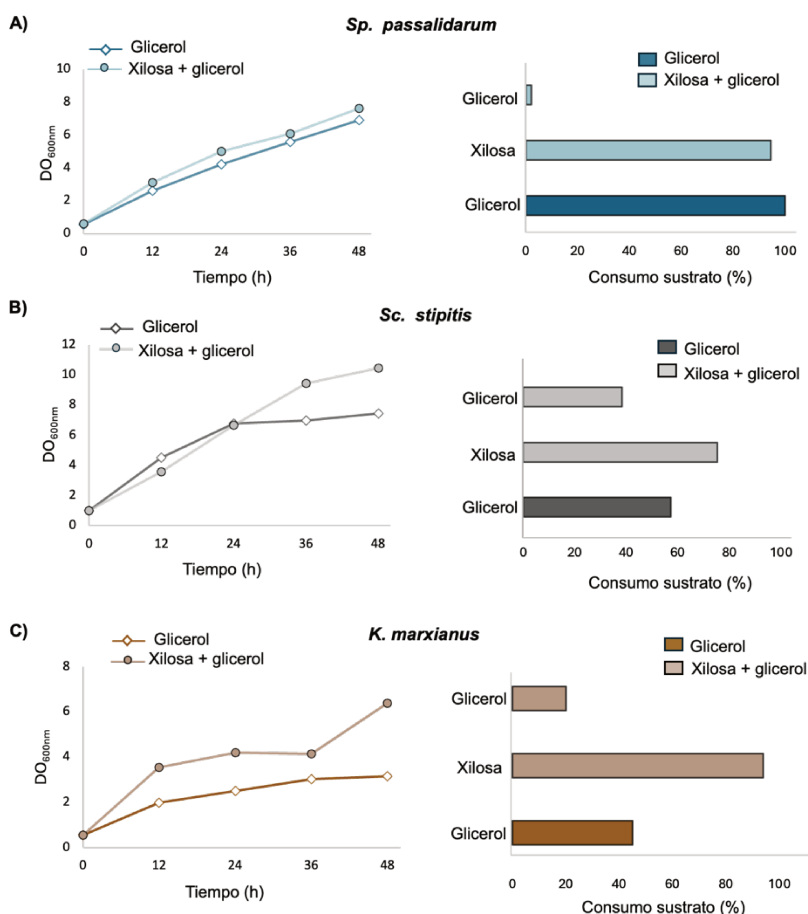 A)
Sp. passalidarum
Glicerol
Xilosa + glicerol
DO600nm
10
8
6
4
2
0
0 12 24 36 48
Tiempo (h)
Glicerol
Xilosa + glicerol
Glicerol
Xilosa
Glicerol
0 20 40 60 80 100
Consumo sustrato (%)
B)
Sc. stipitis
Glicerol
Xilosa + glicerol
DO600nm
12
10
8
6
4
2
0
0 12 24 36 48
Tiempo (h)
Glicerol
Xilosa + glicerol
Glicerol
Xilosa
Glicerol
0 20 40 60 80 100
Consumo sustrato (%)
C)
K. marxianus
Glicerol
Xilosa + glicerol
DO600nm
8
6
4
2
0
0 12 24 36 48
Tiempo (h)
Glicerol
Xilosa + glicerol
Glicerol
Xilosa
Glicerol
0 20 40 60 80 100
Consumo sustrato (%)